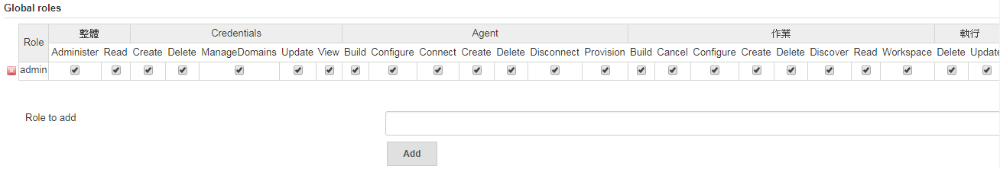 Global roles
Role 整體 Credentials Agent 作業 執行
Administer Read Create Delete ManageDomains Update View Build Configure Connect Create Delete Disconnect Provision Build Cancel Configure Create Delete Discover Read Workspace Delete Update
admin
Role to add
Add